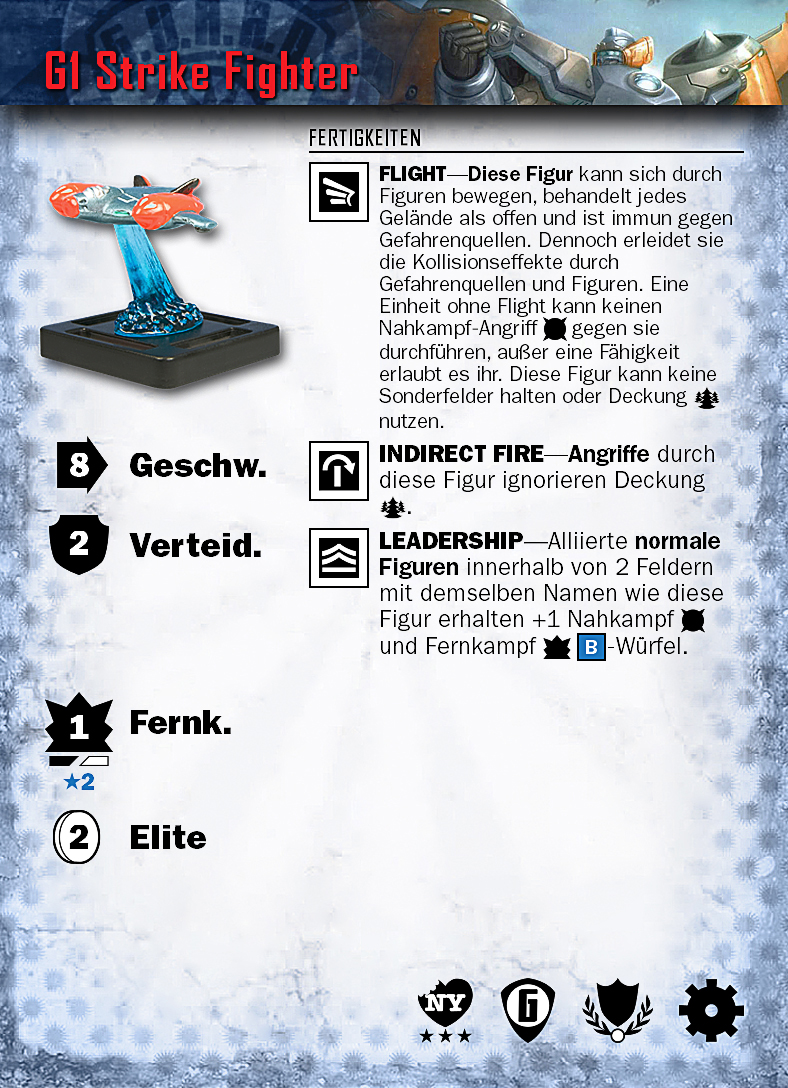 G1 Strike Fighter
FERTIGKEITEN
FLIGHT—Diese Figur kann sich durch
Figuren bewegen, behandelt jedes
Gelände als offen und ist immun gegen
Gefahrenquellen. Dennoch erleidet sie
die Kollisionseffekte durch
Gefahrenquellen und Figuren. Eine
Einheit ohne Flight kann keinen
Nahkampf-Angriff gegen sie
durchführen, außer eine Fähigkeit
erlaubt es ihr. Diese Figur kann keine
Sonderfelder halten oder Deckung
nutzen.
8 Geschw.
INDIRECT FIRE—Angriffe durch
diese Figur ignorieren Deckung
.
2 Verteid.
LEADERSHIP—Alliierte normale
Figuren innerhalb von 2 Feldern
mit demselben Namen wie diese
Figur erhalten +1 Nahkampf
und Fernkampf B-Würfel.
1 Fernk.
★2
2 Elite
NY G
★★★